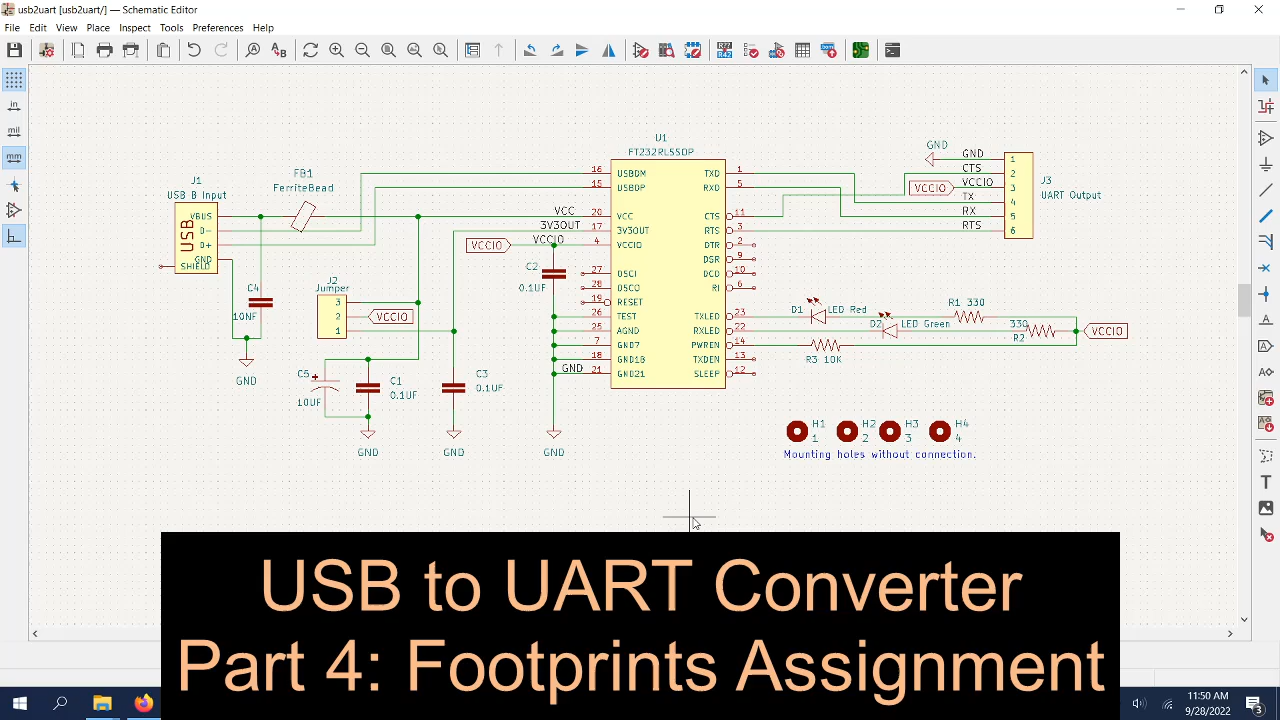 usb2uart [usb2uart/] — Schematic Editor
File Edit View Place Inspect Tools Preferences Help
in
mil
mm
U1
FT232RLSSOP
J1
USB B Input
USB
VBUS
D-
D+
GND
SHIELD
FB1
FerriteBead
C4
10NF
GND
J2
Jumper
3
2
1
VCCIO
C5
10UF
C1
0.1UF
GND
C3
0.1UF
GND
VCC
3V3OUT
VCCIO
VCCIO
C2
0.1UF
GND
GND
16 USBDM
15 USBDP
20 VCC
17 3V3OUT
4 VCCIO
27 OSCI
28 OSCO
19 RESET
26 TEST
25 AGND
7 GND7
18 GND18
21 GND21
TXD 1
RXD 5
CTS 11
RTS 3
DTR 2
DSR 9
DCD 10
RI 6
TXLED 23
RXLED 22
PWREN 14
TXDEN 13
SLEEP 12
GND
VCCIO
GND 1
CTS 2
VCCIO 3
TX 4
RX 5
RTS 6
J3
UART Output
D1 LED Red
R1 330
D2 LED Green
330
R2
R3 10K
VCCIO
H1
1
H2
2
H3
3
H4
4
Mounting holes without connection.
USB to UART Converter
Part 4: Footprints Assignment
11:50 AM
9/28/2022
3